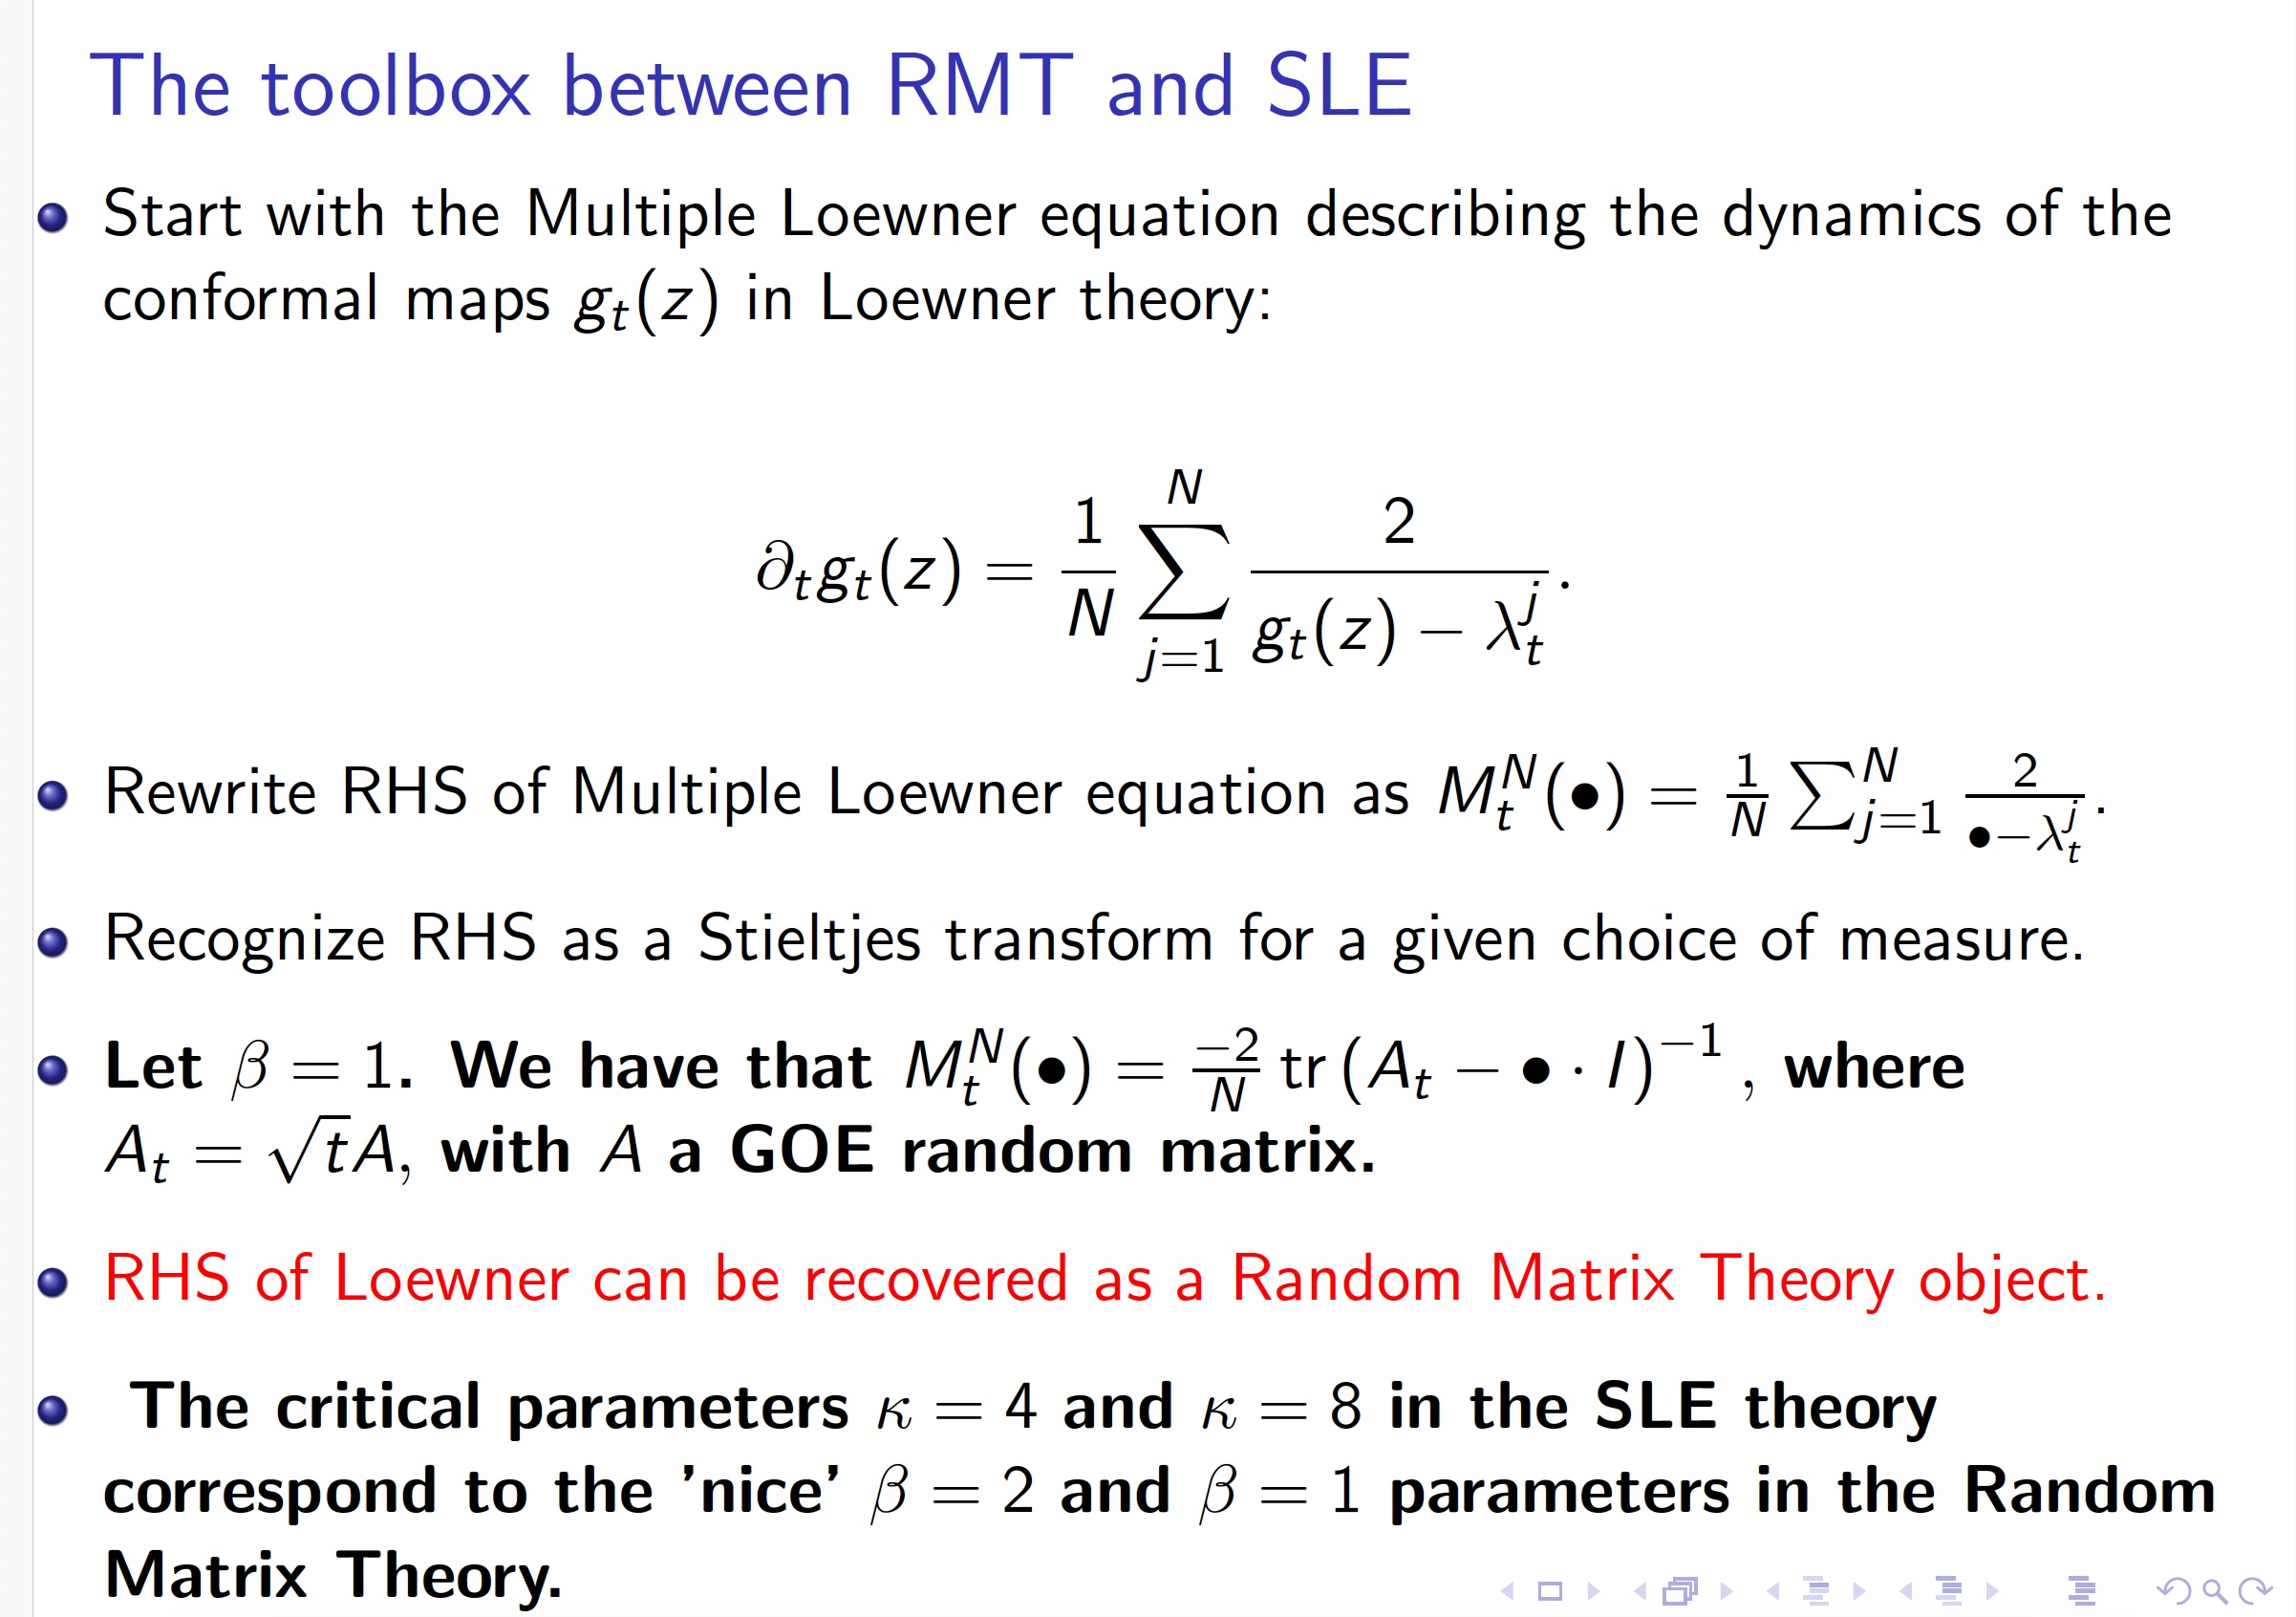 The toolbox between RMT and SLE
• Start with the Multiple Loewner equation describing the dynamics of the
conformal maps $g_t(z)$ in Loewner theory:
$$\partial_t g_t(z) = \frac{1}{N} \sum_{j=1}^{N} \frac{2}{g_t(z) - \lambda_t^j}.$$
• Rewrite RHS of Multiple Loewner equation as $M_t^N(\bullet) = \frac{1}{N} \sum_{j=1}^{N} \frac{2}{\bullet - \lambda_t^j}.$
• Recognize RHS as a Stieltjes transform for a given choice of measure.
• Let $\beta = 1$. We have that $M_t^N(\bullet) = \frac{-2}{N} \operatorname{tr} (A_t - \bullet \cdot I)^{-1}$, where
$A_t = \sqrt{t}A$, with $A$ a GOE random matrix.
• RHS of Loewner can be recovered as a Random Matrix Theory object.
• The critical parameters $\kappa = 4$ and $\kappa = 8$ in the SLE theory
correspond to the 'nice' $\beta = 2$ and $\beta = 1$ parameters in the Random
Matrix Theory.